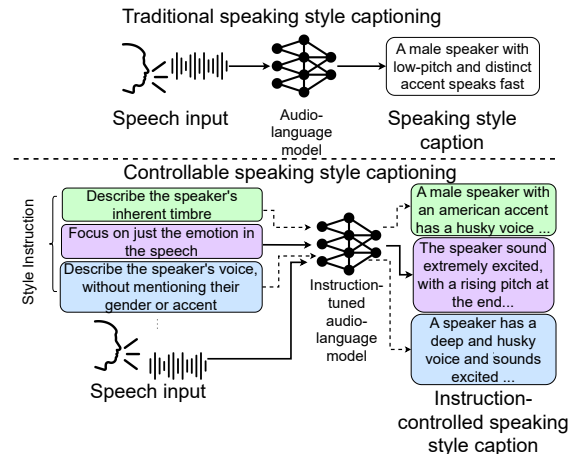 Traditional speaking style captioning
A male speaker with
low-pitch and distinct
accent speaks fast
Speech input
Audio-
language
model
Speaking style
caption
Controllable speaking style captioning
Style Instruction
Describe the speaker's
inherent timbre
Focus on just the emotion in
the speech
Describe the speaker's voice,
without mentioning their
gender or accent
Speech input
Instruction-
tuned
audio-
language
model
A male speaker with
an american accent
has a husky voice ...
The speaker sound
extremely excited,
with a rising pitch at
the end...
A speaker has a
deep and husky
voice and sounds
excited ...
Instruction-
controlled speaking
style caption